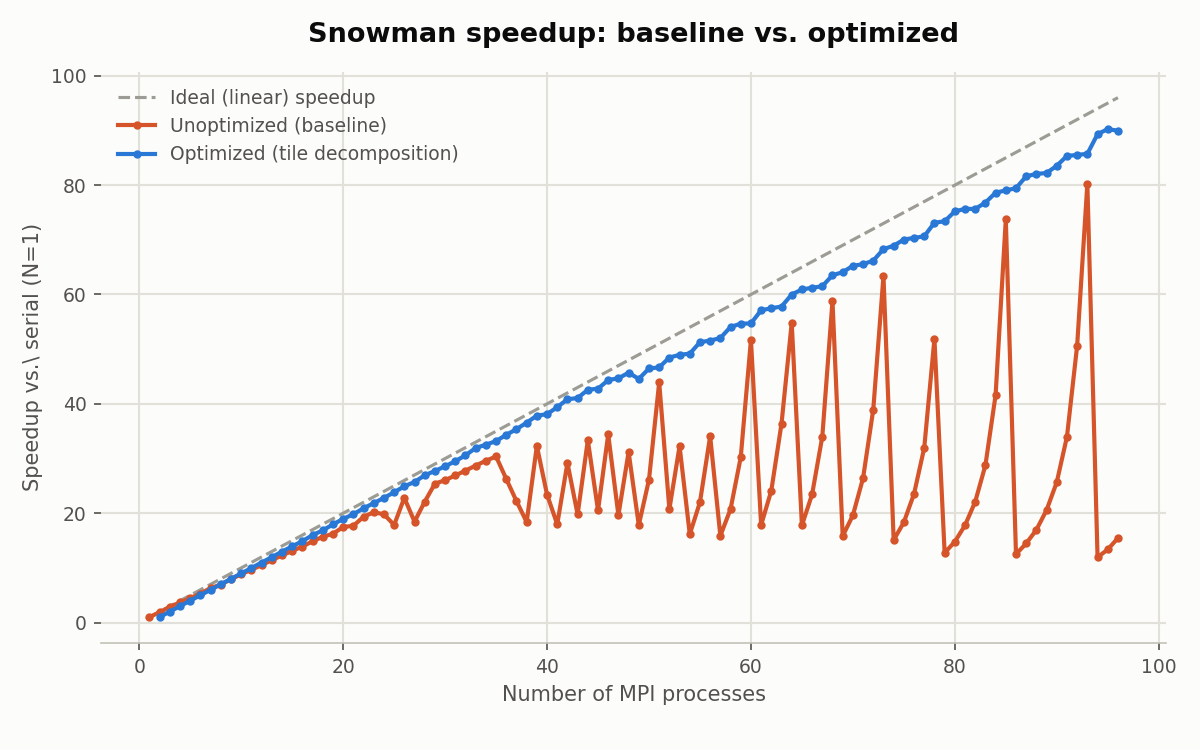 Snowman speedup: baseline vs. optimized
100
80
60
40
20
0
Speedup vs.\ serial (N=1)
Ideal (linear) speedup
Unoptimized (baseline)
Optimized (tile decomposition)
0 20 40 60 80 100
Number of MPI processes